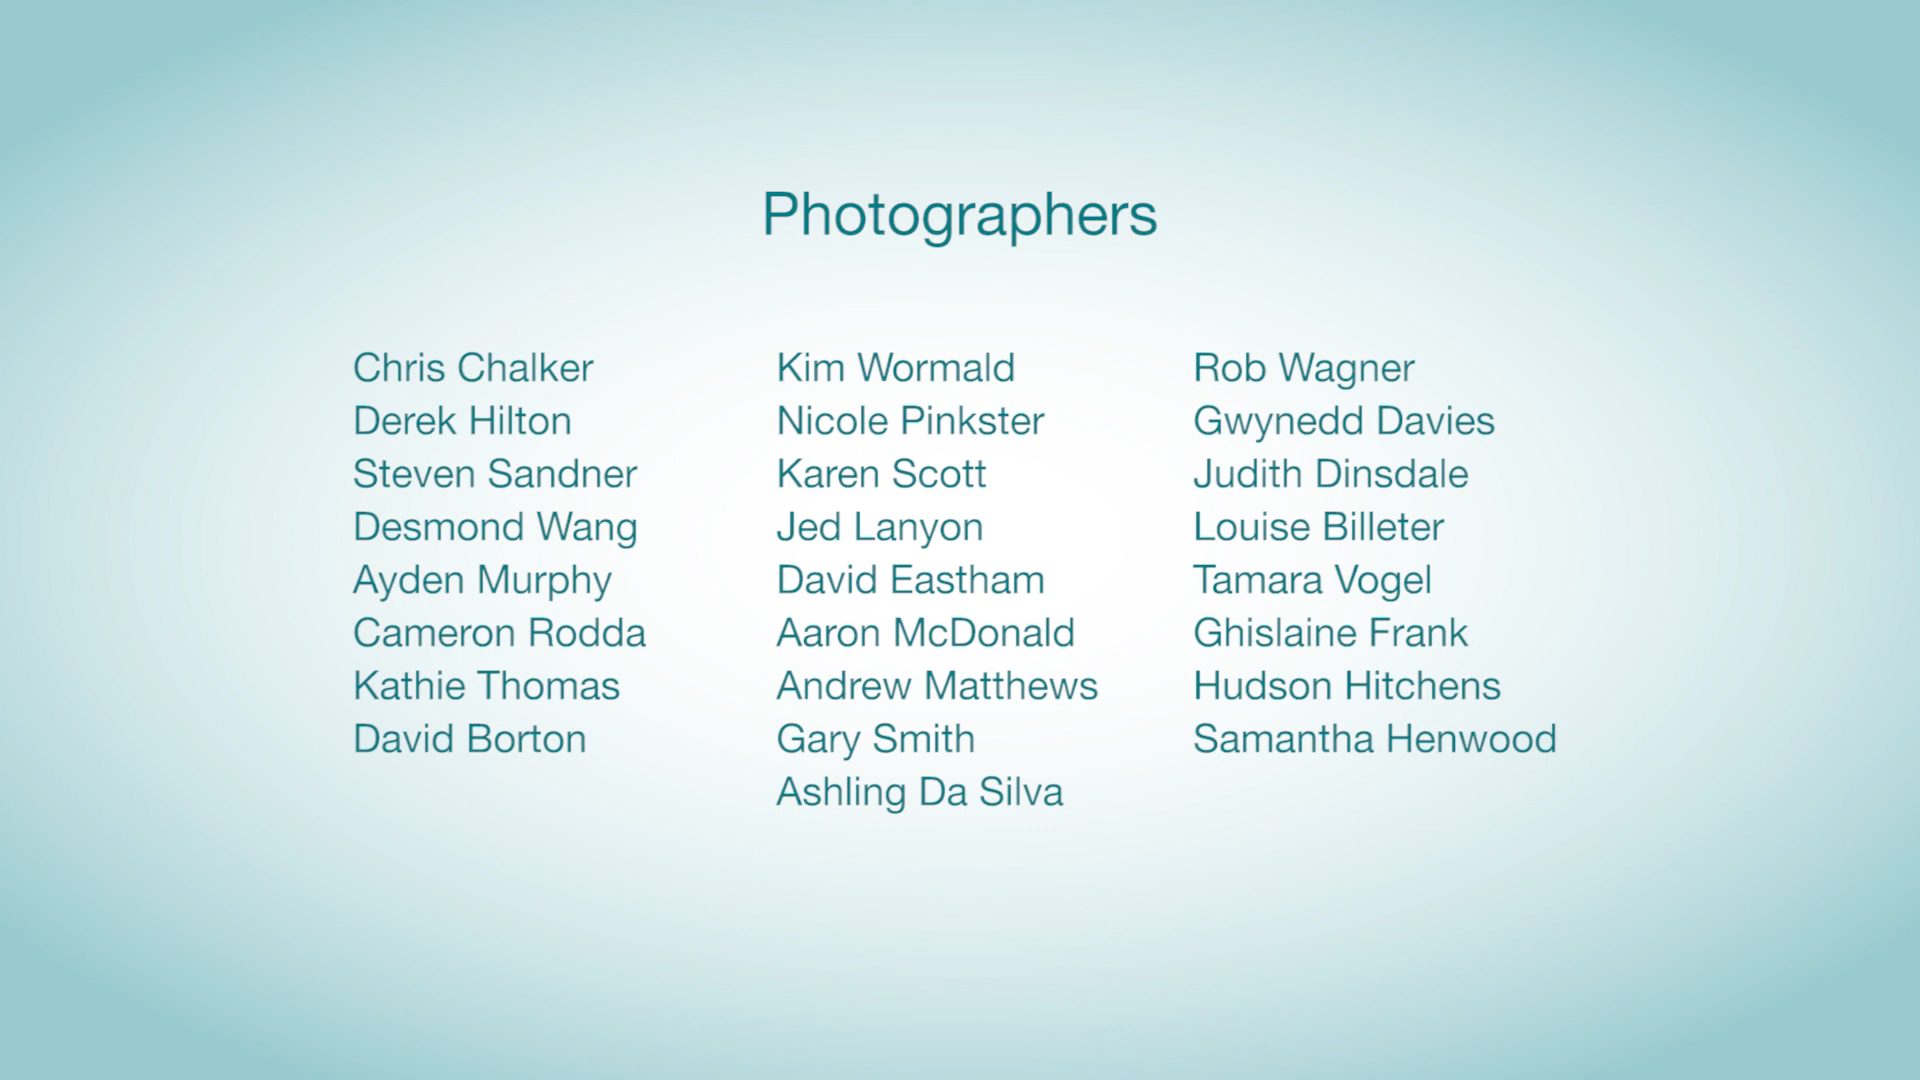 Photographers
Chris Chalker
Derek Hilton
Steven Sandner
Desmond Wang
Ayden Murphy
Cameron Rodda
Kathie Thomas
David Borton
Kim Wormald
Nicole Pinkster
Karen Scott
Jed Lanyon
David Eastham
Aaron McDonald
Andrew Matthews
Gary Smith
Ashling Da Silva
Rob Wagner
Gwynedd Davies
Judith Dinsdale
Louise Billeter
Tamara Vogel
Ghislaine Frank
Hudson Hitchens
Samantha Henwood